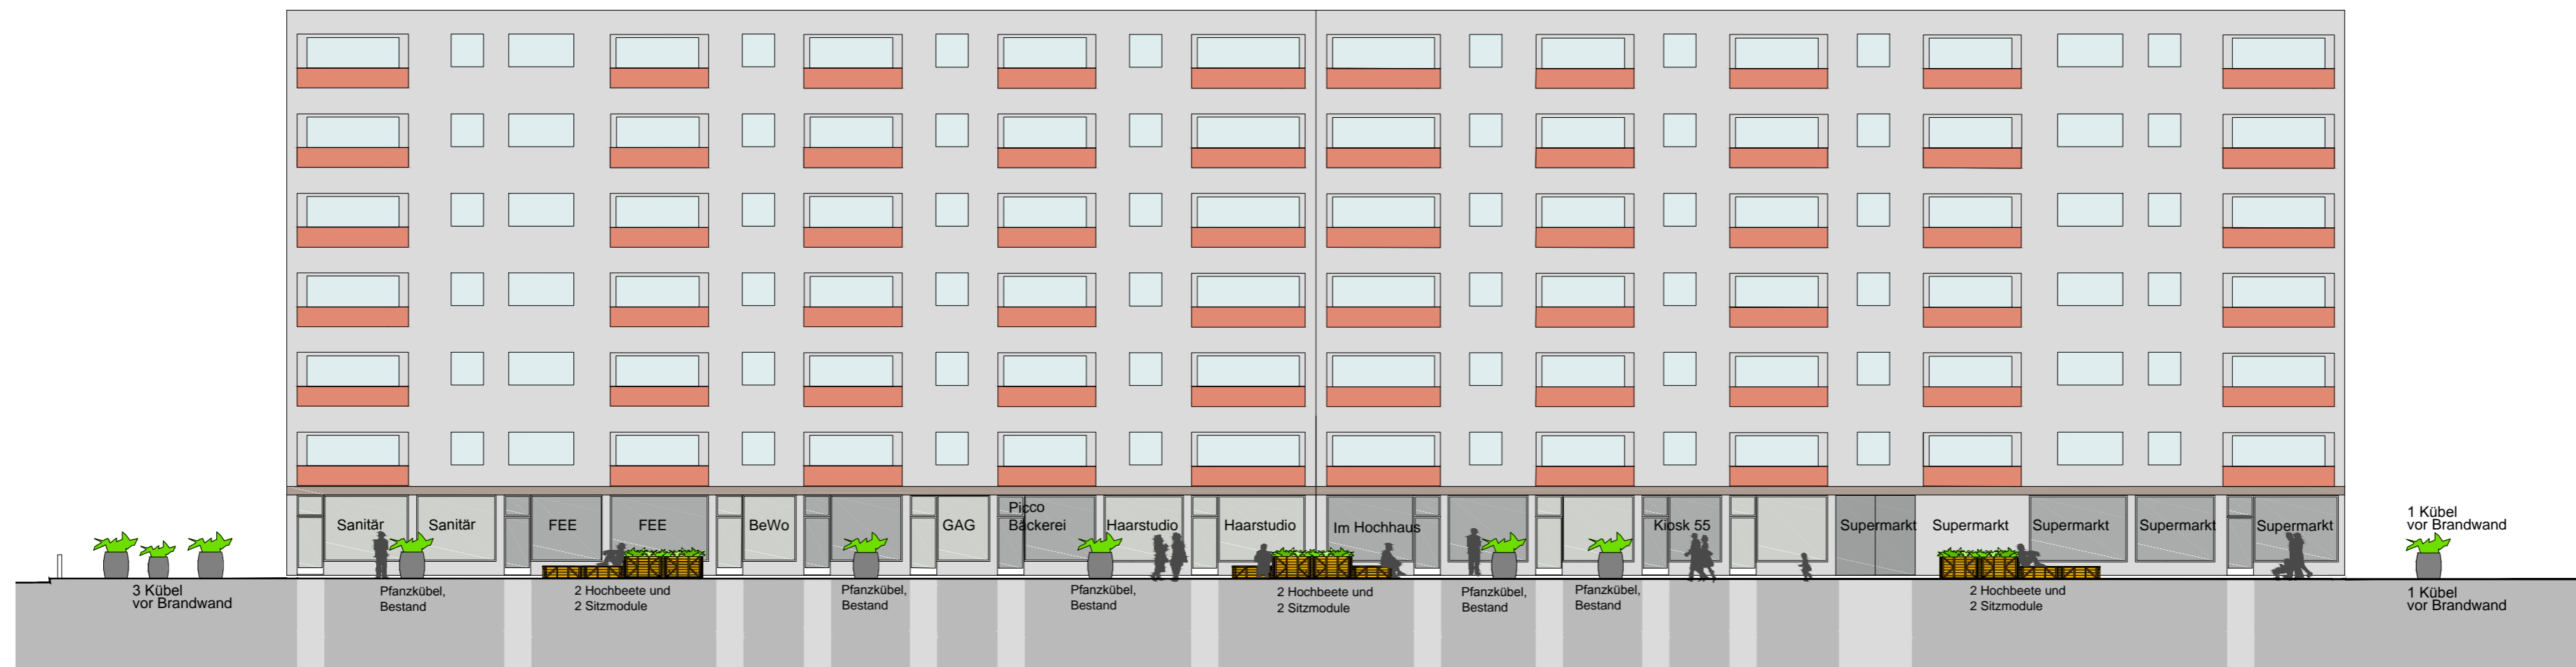 Sanitär
Sanitär
FEE
FEE
BeWo
GAG
Picco
Bäckerei
Haarstudio
Haarstudio
Im Hochhaus
Kiosk 55
Supermarkt
Supermarkt
Supermarkt
Supermarkt
Supermarkt
1 Kübel
vor Brandwand
3 Kübel
vor Brandwand
Pfanzkübel,
Bestand
2 Hochbeete und
2 Sitzmodule
Pfanzkübel,
Bestand
Pfanzkübel,
Bestand
2 Hochbeete und
2 Sitzmodule
Pfanzkübel,
Bestand
Pfanzkübel,
Bestand
2 Hochbeete und
2 Sitzmodule
1 Kübel
vor Brandwand